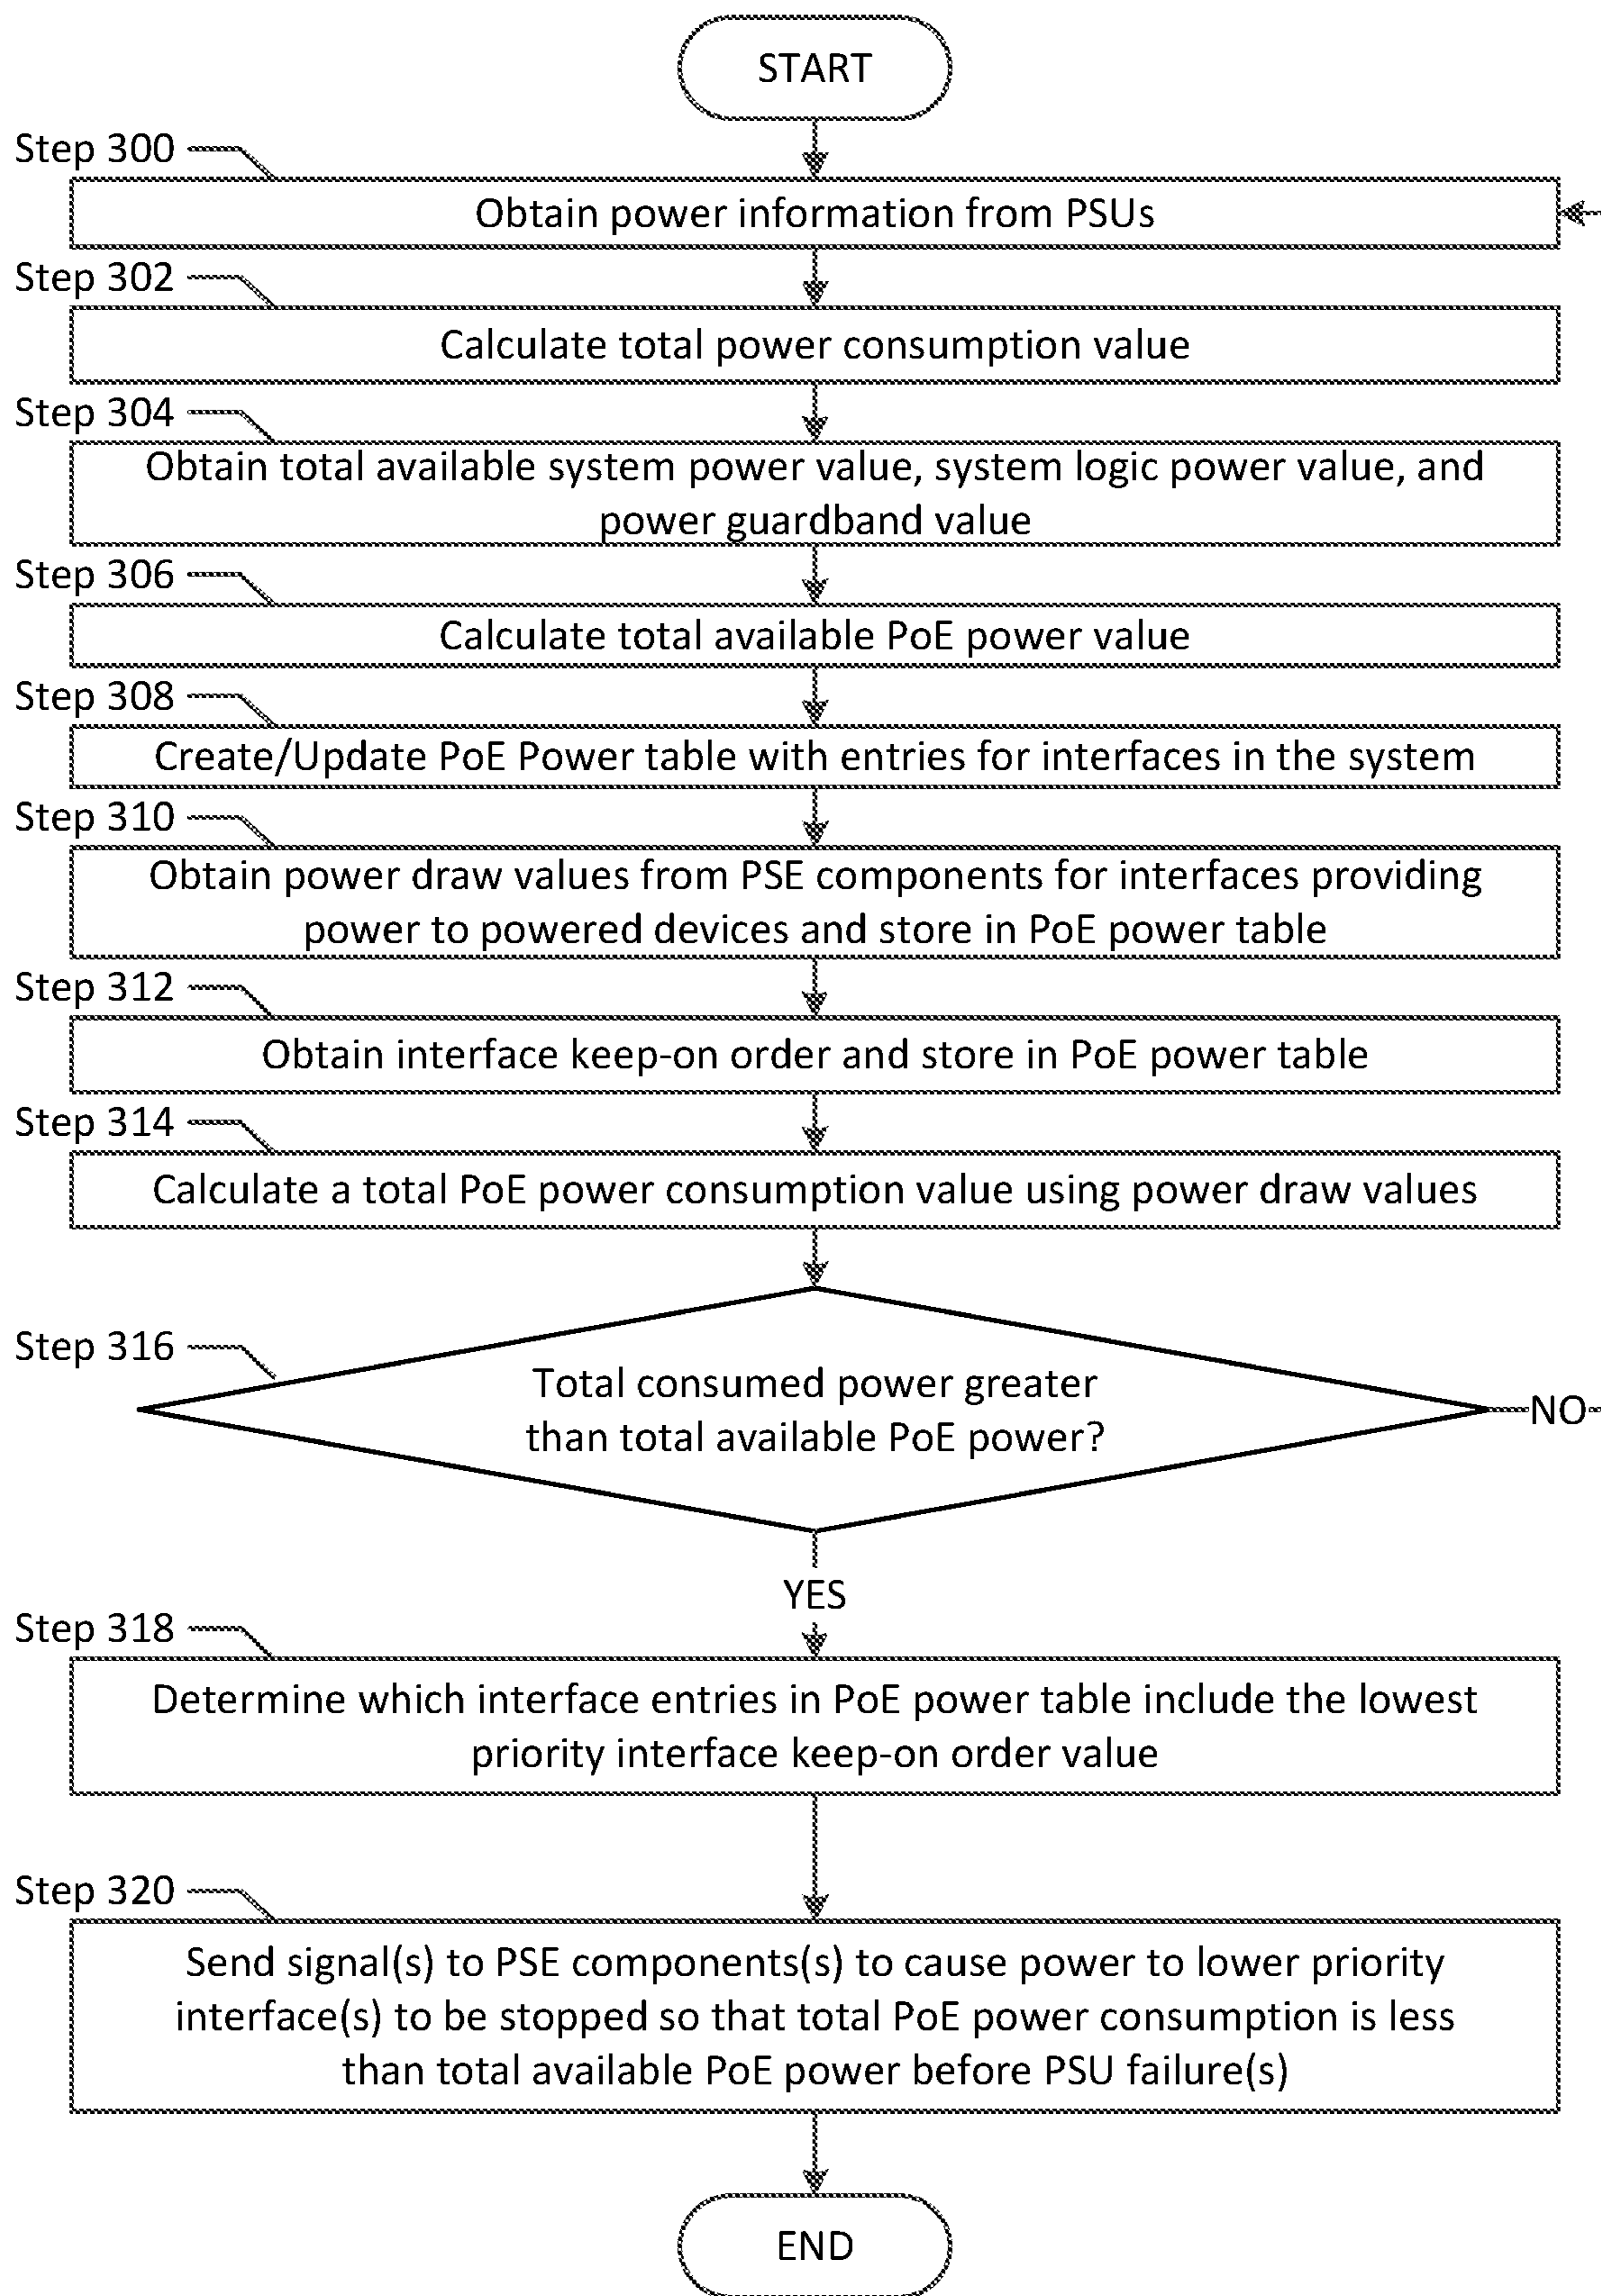 START
Step 300
Obtain power information from PSUs
Step 302
Calculate total power consumption value
Step 304
Obtain total available system power value, system logic power value, and
power guardband value
Step 306
Calculate total available PoE power value
Step 308
Create/Update PoE Power table with entries for interfaces in the system
Step 310
Obtain power draw values from PSE components for interfaces providing
power to powered devices and store in PoE power table
Step 312
Obtain interface keep-on order and store in PoE power table
Step 314
Calculate a total PoE power consumption value using power draw values
Step 316
Total consumed power greater
than total available PoE power?
NO
YES
Step 318
Determine which interface entries in PoE power table include the lowest
priority interface keep-on order value
Step 320
Send signal(s) to PSE components(s) to cause power to lower priority
interface(s) to be stopped so that total PoE power consumption is less
than total available PoE power before PSU failure(s)
END